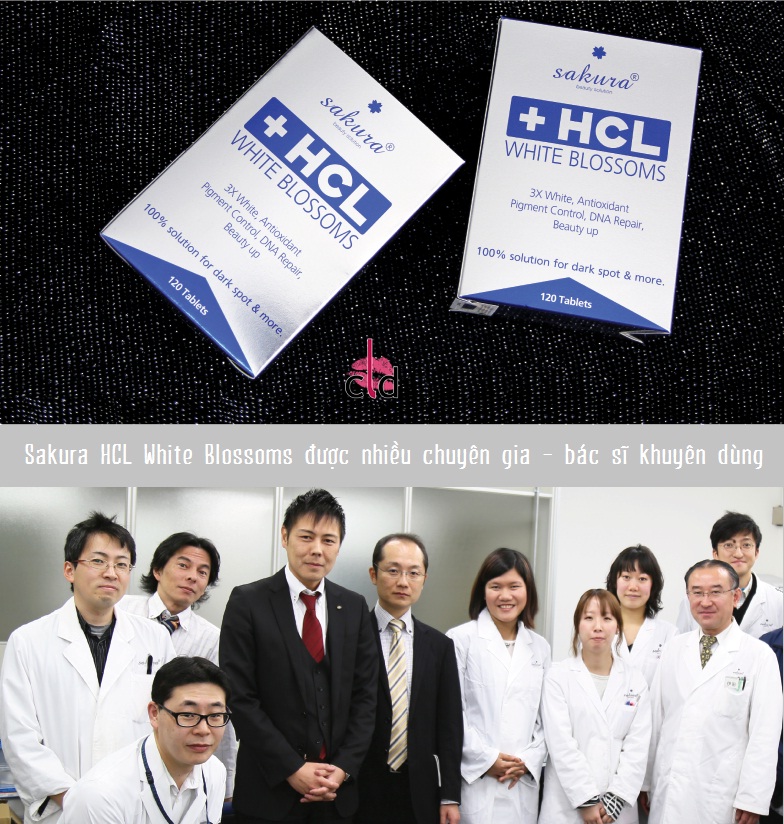 sakura®
beauty solution
+ HCL
WHITE BLOSSOMS
3X White, Antioxidant
Pigment Control, DNA Repair,
Beauty up
100% solution for dark spot & more.
120 Tablets
sakura®
beauty solution
+ HCL
WHITE BLOSSOMS
3X White, Antioxidant
Pigment Control, DNA Repair,
Beauty up
100% solution for dark spot & more.
120 Tablets
ctd
Sakura HCL White Blossoms được nhiều chuyên gia - bác sĩ khuyên dùng